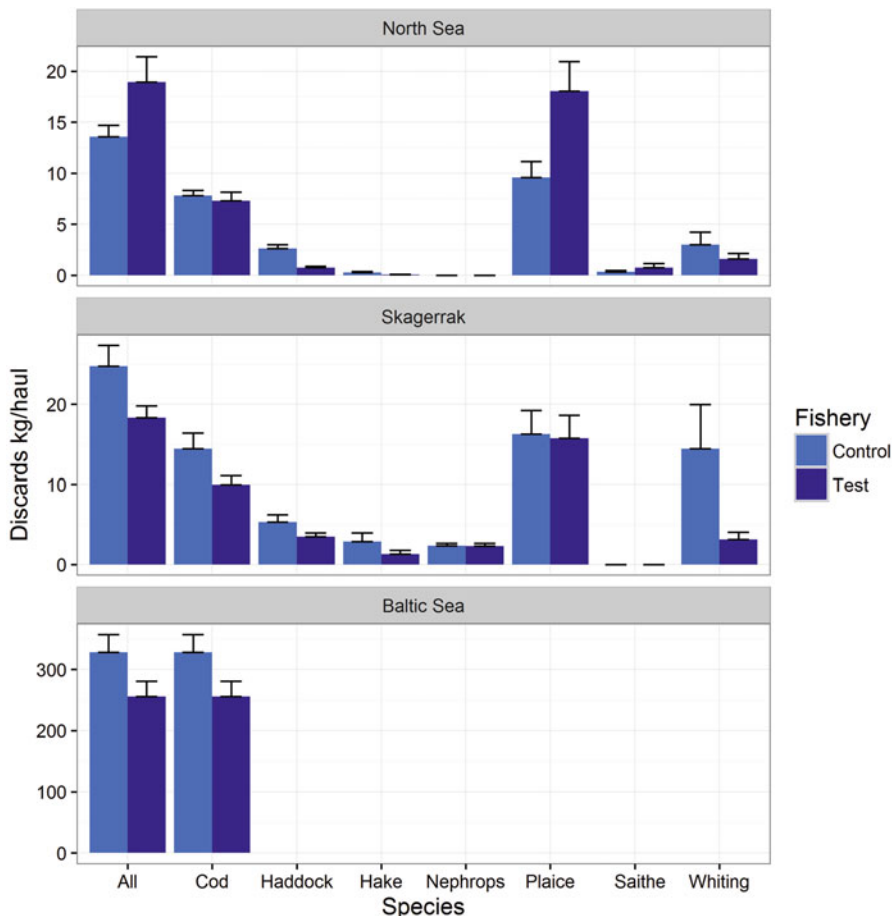 North Sea
20
15
10
5
0
Skagerrak
20
10
0
Baltic Sea
300
200
100
0
Discards kg/haul
All Cod Haddock Hake Nephrops Plaice Saithe Whiting
Species
Fishery
Control
Test